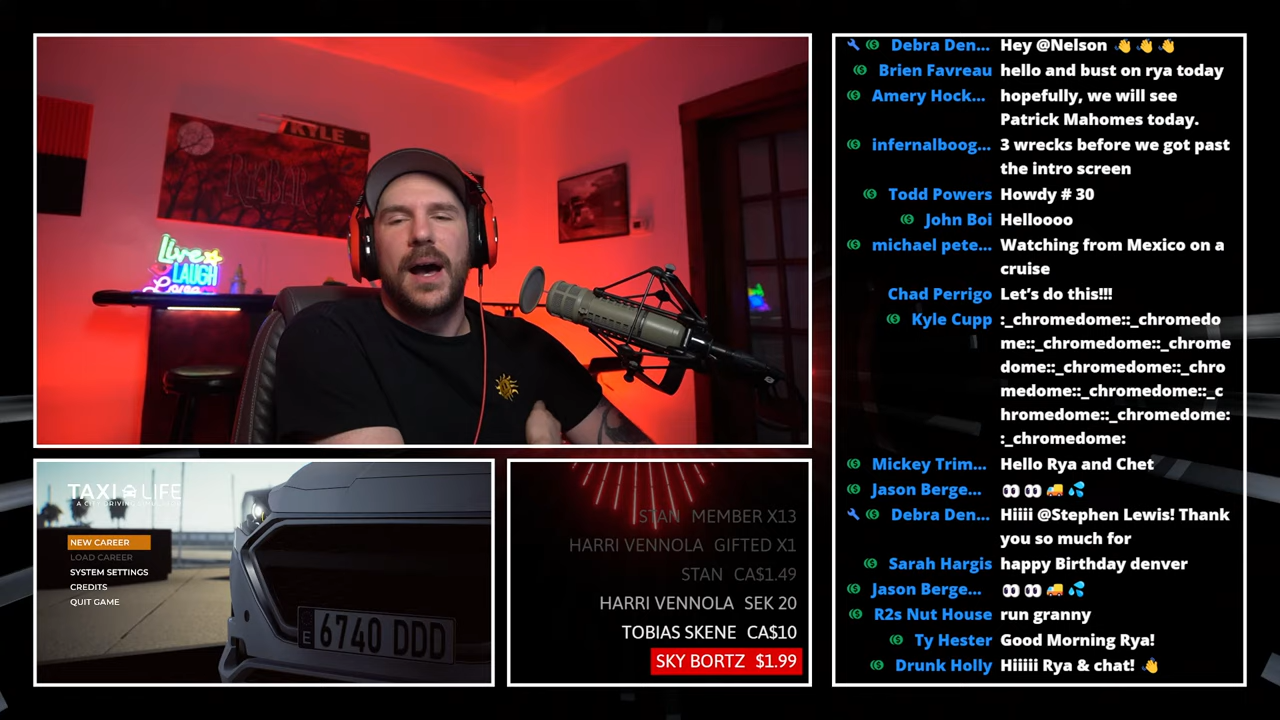 KYLE
RYABAL
Live
LAUGH
Love
TAXI LIFE
A CITY DRIVING SIMULATOR
NEW CAREER
LOAD CAREER
SYSTEM SETTINGS
CREDITS
QUIT GAME
E 6740 DDD
STAN MEMBER X13
HARRI VENNOLA GIFTED X1
STAN CA$1.49
HARRI VENNOLA SEK 20
TOBIAS SKENE CA$10
SKY BORTZ $1.99
Debra Den... Hey @Nelson 👋 👋 👋
Brien Favreau hello and bust on rya today
Amery Hock... hopefully, we will see
Patrick Mahomes today.
infernalboog... 3 wrecks before we got past
the intro screen
Todd Powers Howdy # 30
John Boi Helloooo
michael pete... Watching from Mexico on a
cruise
Chad Perrigo Let's do this!!!
Kyle Cupp :_chromedome::_chromedo
me::_chromedome::_chrome
dome::_chromedome::_chro
medome::_chromedome::_c
hromedome::_chromedome:
:_chromedome:
Mickey Trim... Hello Rya and Chet
Jason Berge... 👀 👀 🚚 💦
Debra Den... Hiiii @Stephen Lewis! Thank
you so much for
Sarah Hargis happy Birthday denver
Jason Berge... 👀 👀 🚚 💦
R2s Nut House run granny
Ty Hester Good Morning Rya!
Drunk Holly Hiiiii Rya & chat! 👋